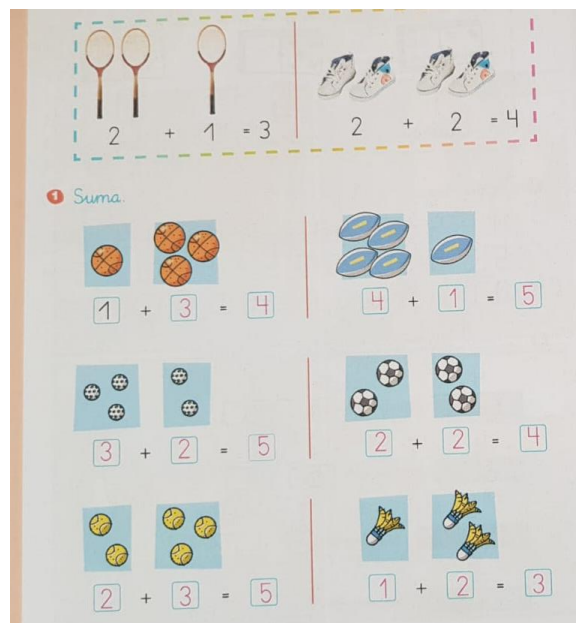 2 + 1 = 3
2 + 2 = 4
1 Suma.
1 + 3 = 4
4 + 1 = 5
3 + 2 = 5
2 + 2 = 4
2 + 3 = 5
1 + 2 = 3